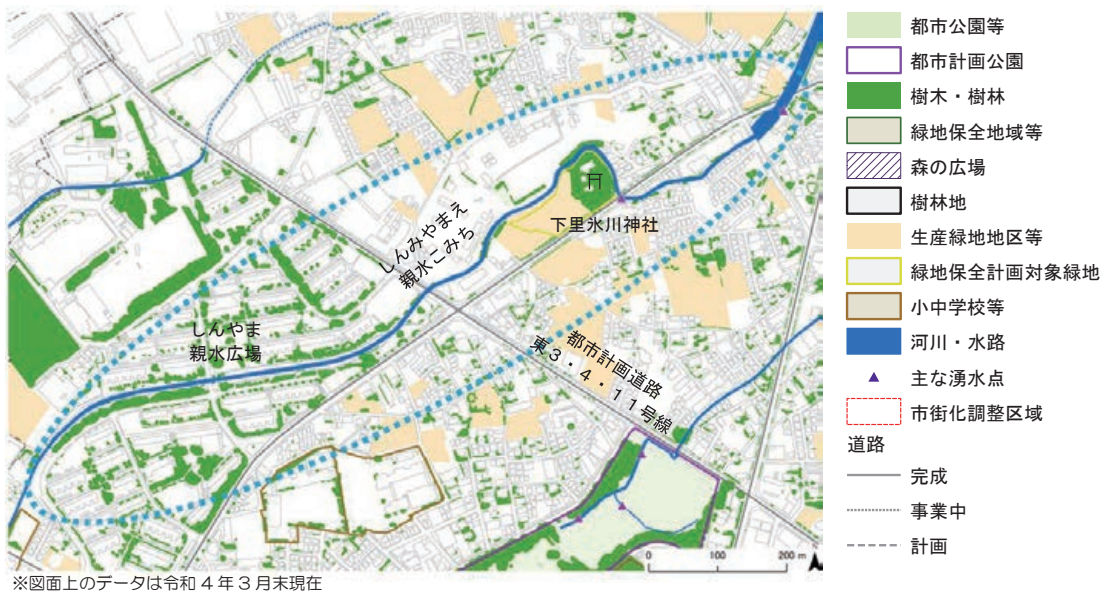 しんみやまえ
親水こみち
下里氷川神社
しんやま
親水広場
都市計画道路
東3・4・11号線
0 100 200 m
※図面上のデータは令和4年3月末現在
都市公園等
都市計画公園
樹木・樹林
緑地保全地域等
森の広場
樹林地
生産緑地地区等
緑地保全計画対象緑地
小中学校等
河川・水路
主な湧水点
市街化調整区域
道路
完成
事業中
計画